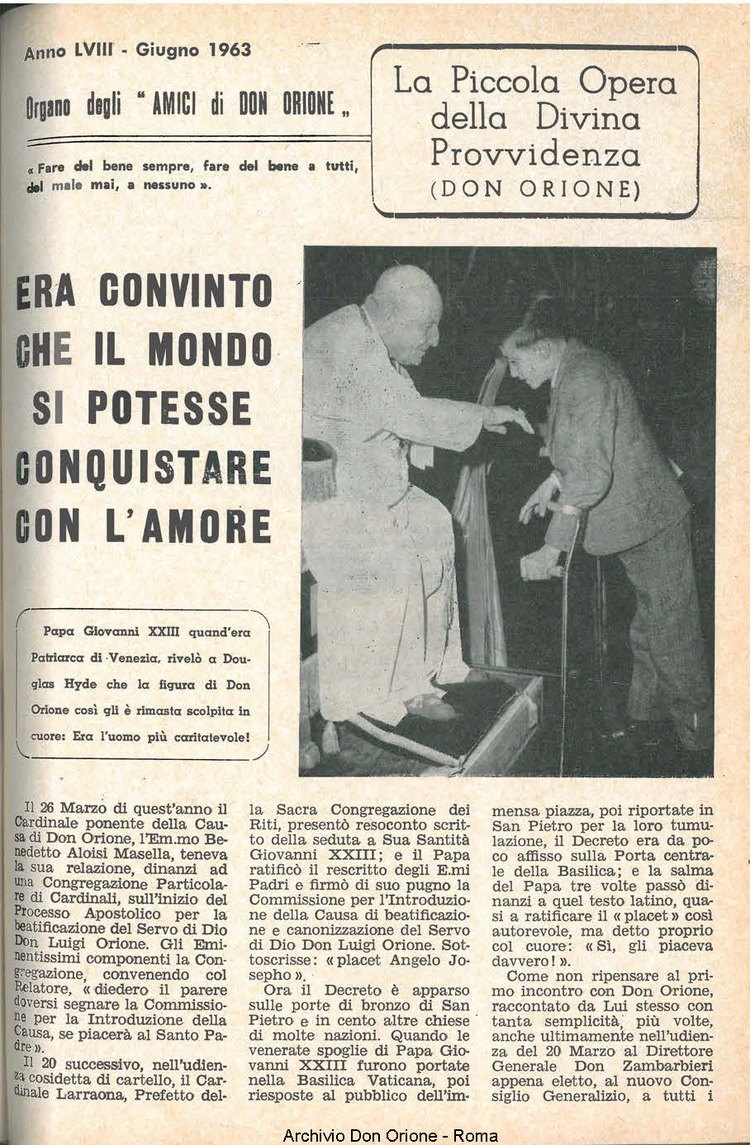 Anno LVIII - Giugno 1963
Organo degli " AMICI di DON ORIONE „
« Fare del bene sempre, fare del bene a tutti,
del male mai, a nessuno ».
La Piccola Opera
della Divina
Provvidenza
(DON ORIONE)
ERA CONVINTO
CHE IL MONDO
SI POTESSE
CONQUISTARE
CON L'AMORE
Papa Giovanni XXIII quand'era
Patriarca di Venezia, rivelò a Dou-
glas Hyde che la figura di Don
Orione così gli è rimasta scolpita in
cuore: Era l'uomo più caritatevole!
Il 26 Marzo di quest'anno il
Cardinale ponente della Cau-
sa di Don Orione, l'Em.mo Be-
nedetto Aloisi Masella, teneva
la sua relazione, dinanzi ad
una Congregazione Particola-
re di Cardinali, sull'inizio del
Processo Apostolico per la
beatificazione del Servo di Dio
Don Luigi Orione. Gli Emi-
nentissimi componenti la Con-
gregazione, convenendo col
Relatore, « diedero il parere
doversi segnare la Commissio-
ne per la Introduzione della
Causa, se piacerà al Santo Pa-
dre ».
Il 20 successivo, nell'udien-
za cosidetta di cartello, il Car-
dinale Larraona, Prefetto del-
la Sacra Congregazione dei
Riti, presentò resoconto scrit-
to della seduta a Sua Santità
Giovanni XXIII; e il Papa
ratificò il rescritto degli E.mi
Padri e firmò di suo pugno la
Commissione per l'Introduzio-
ne della Causa di beatificazio-
ne e canonizzazione del Servo
di Dio Don Luigi Orione. Sot-
toscrisse: « placet Angelo Jo-
sepho ».
Ora il Decreto è apparso
sulle porte di bronzo di San
Pietro e in cento altre chiese
di molte nazioni. Quando le
venerate spoglie di Papa Gio-
vanni XXIII furono portate
nella Basilica Vaticana, poi
riesposte al pubblico dell'im-
mensa piazza, poi riportate in
San Pietro per la loro tumu-
lazione, il Decreto era da po-
co affisso sulla Porta centra-
le della Basilica; e la salma
del Papa tre volte passò di-
nanzi a quel testo latino, qua-
si a ratificare il « placet » così
autorevole, ma detto proprio
col cuore: « Sì, gli piaceva
davvero! ».
Come non ripensare al pri-
mo incontro con Don Orione,
raccontato da Lui stesso con
tanta semplicità, più volte,
anche ultimamente nell'udien-
za del 20 Marzo al Direttore
Generale Don Zambarbieri
appena eletto, al nuovo Con-
siglio Generalizio, a tutti i
Archivio Don Orione - Roma